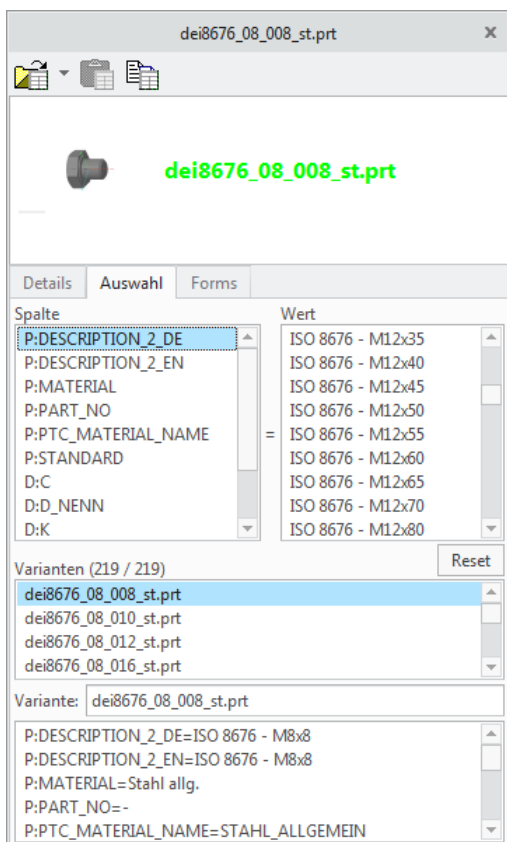 dei8676_08_008_st.prt x
dei8676_08_008_st.prt
Details Auswahl Forms
Spalte Wert
P:DESCRIPTION_2_DE ISO 8676 - M12x35
P:DESCRIPTION_2_EN ISO 8676 - M12x40
P:MATERIAL ISO 8676 - M12x45
P:PART_NO ISO 8676 - M12x50
P:PTC_MATERIAL_NAME = ISO 8676 - M12x55
P:STANDARD ISO 8676 - M12x60
D:C ISO 8676 - M12x65
D:D_NENN ISO 8676 - M12x70
D:K ISO 8676 - M12x80
Varianten (219 / 219) Reset
dei8676_08_008_st.prt
dei8676_08_010_st.prt
dei8676_08_012_st.prt
dei8676_08_016_st.prt
Variante: dei8676_08_008_st.prt
P:DESCRIPTION_2_DE=ISO 8676 - M8x8
P:DESCRIPTION_2_EN=ISO 8676 - M8x8
P:MATERIAL=Stahl allg.
P:PART_NO=-
P:PTC_MATERIAL_NAME=STAHL_ALLGEMEIN